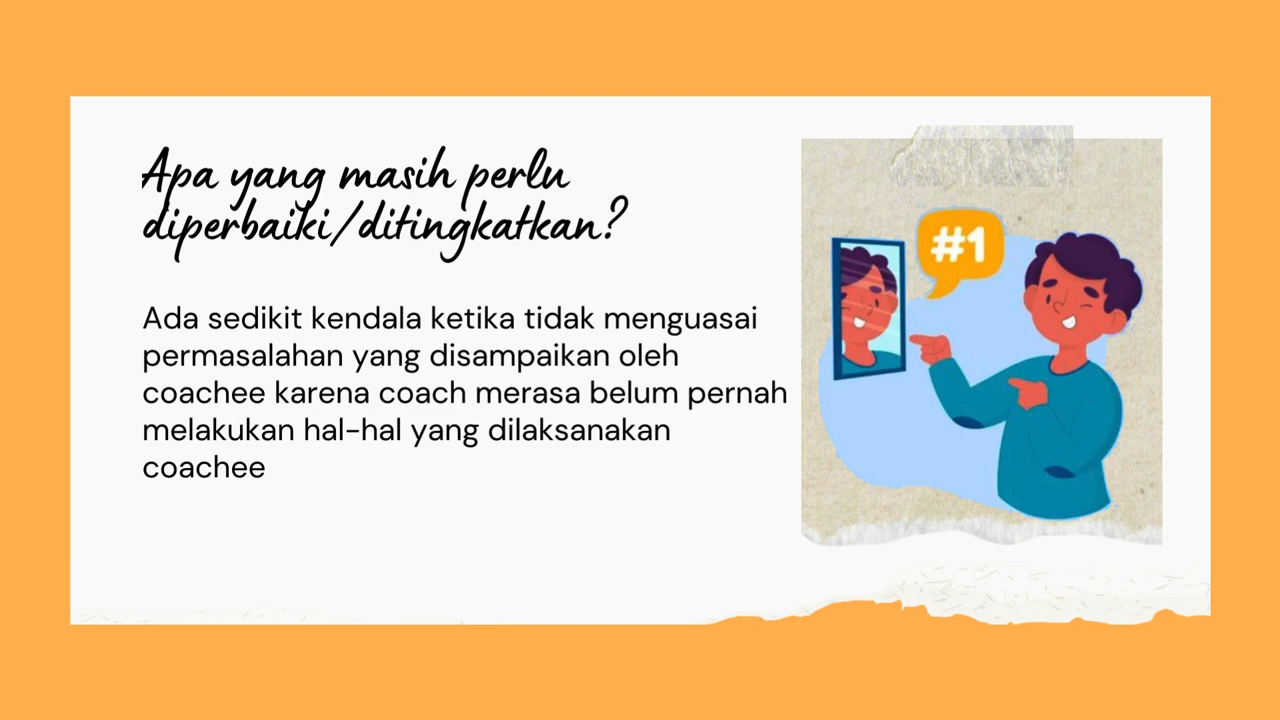 Apa yang masih perlu
diperbaiki/ditingkatkan?
Ada sedikit kendala ketika tidak menguasai
permasalahan yang disampaikan oleh
coachee karena coach merasa belum pernah
melakukan hal-hal yang dilaksanakan
coachee
#1